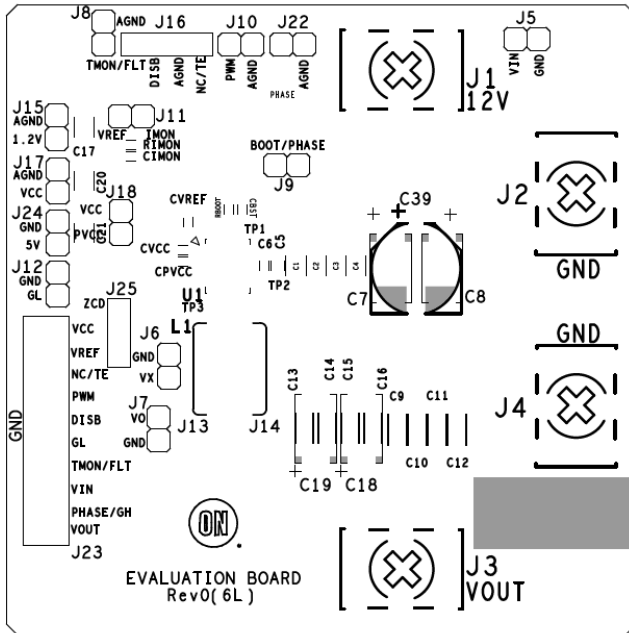 J8
AGND
J16
J10
J22
J5
TMON/FLT
DISB
AGND
NC/TE
PWM
AGND
PHASE
AGND
VIN
GND
J1
12V
J15
AGND
1.2V
C17
VREF
J11
IMON
RIMON
CIMON
BOOT/PHASE
J9
J17
AGND
VCC
C20
J18
VCC
PVCC
C21
J24
GND
5V
CVREF
RBOOT
CBST
TP1
C6
C5
CVCC
CPVCC
C1
C2
C3
C4
TP2
C39
+
C7
C8
J2
GND
J12
GND
GL
U1
TP3
J25
ZCD
L1
J6
GND
VX
J7
VO
GND
J13
J14
GND
VCC
VREF
NC/TE
PWM
DISB
GL
TMON/FLT
VIN
PHASE/GH
VOUT
J23
C13
C14
C15
C16
C9
C11
C10
C12
C19
C18
GND
J4
ON
EVALUATION BOARD
Rev0(6L)
J3
VOUT